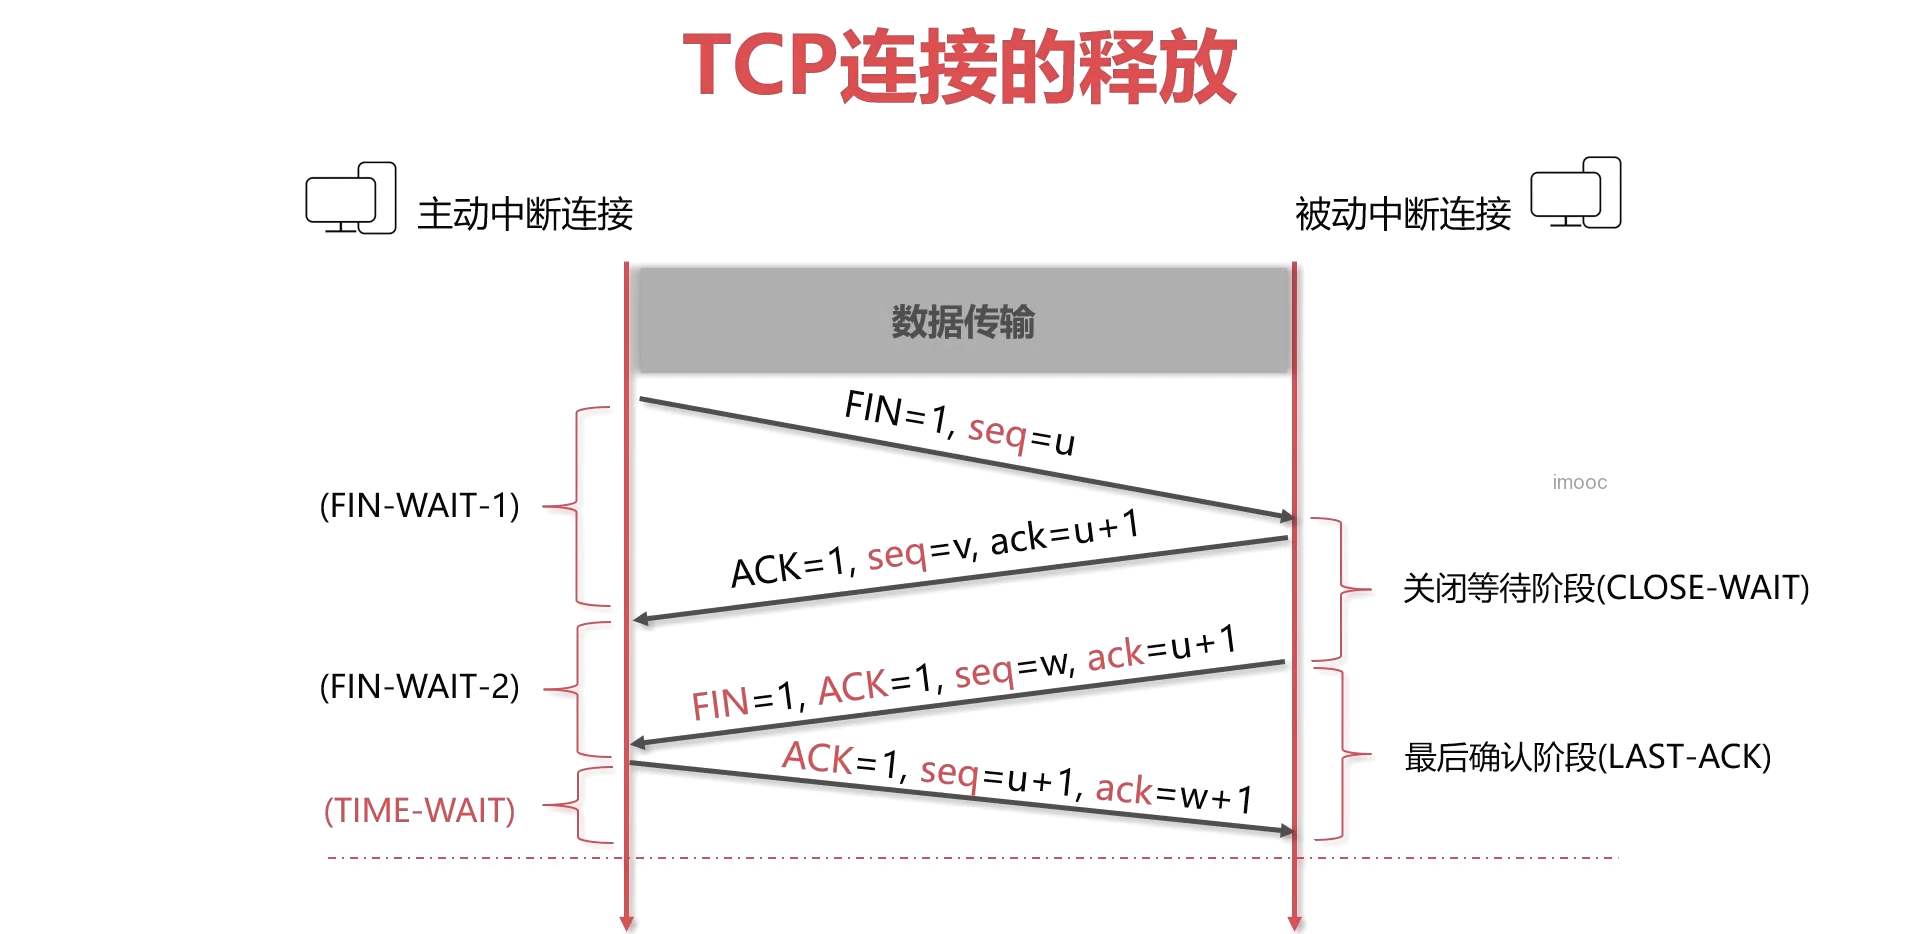 TCP连接的释放
主动中断连接
被动中断连接
数据传输
FIN=1, seq=u
imooc
(FIN-WAIT-1)
ACK=1, seq=v, ack=u+1
关闭等待阶段(CLOSE-WAIT)
FIN=1, ACK=1, seq=w, ack=u+1
(FIN-WAIT-2)
ACK=1, seq=u+1, ack=w+1
最后确认阶段(LAST-ACK)
(TIME-WAIT)